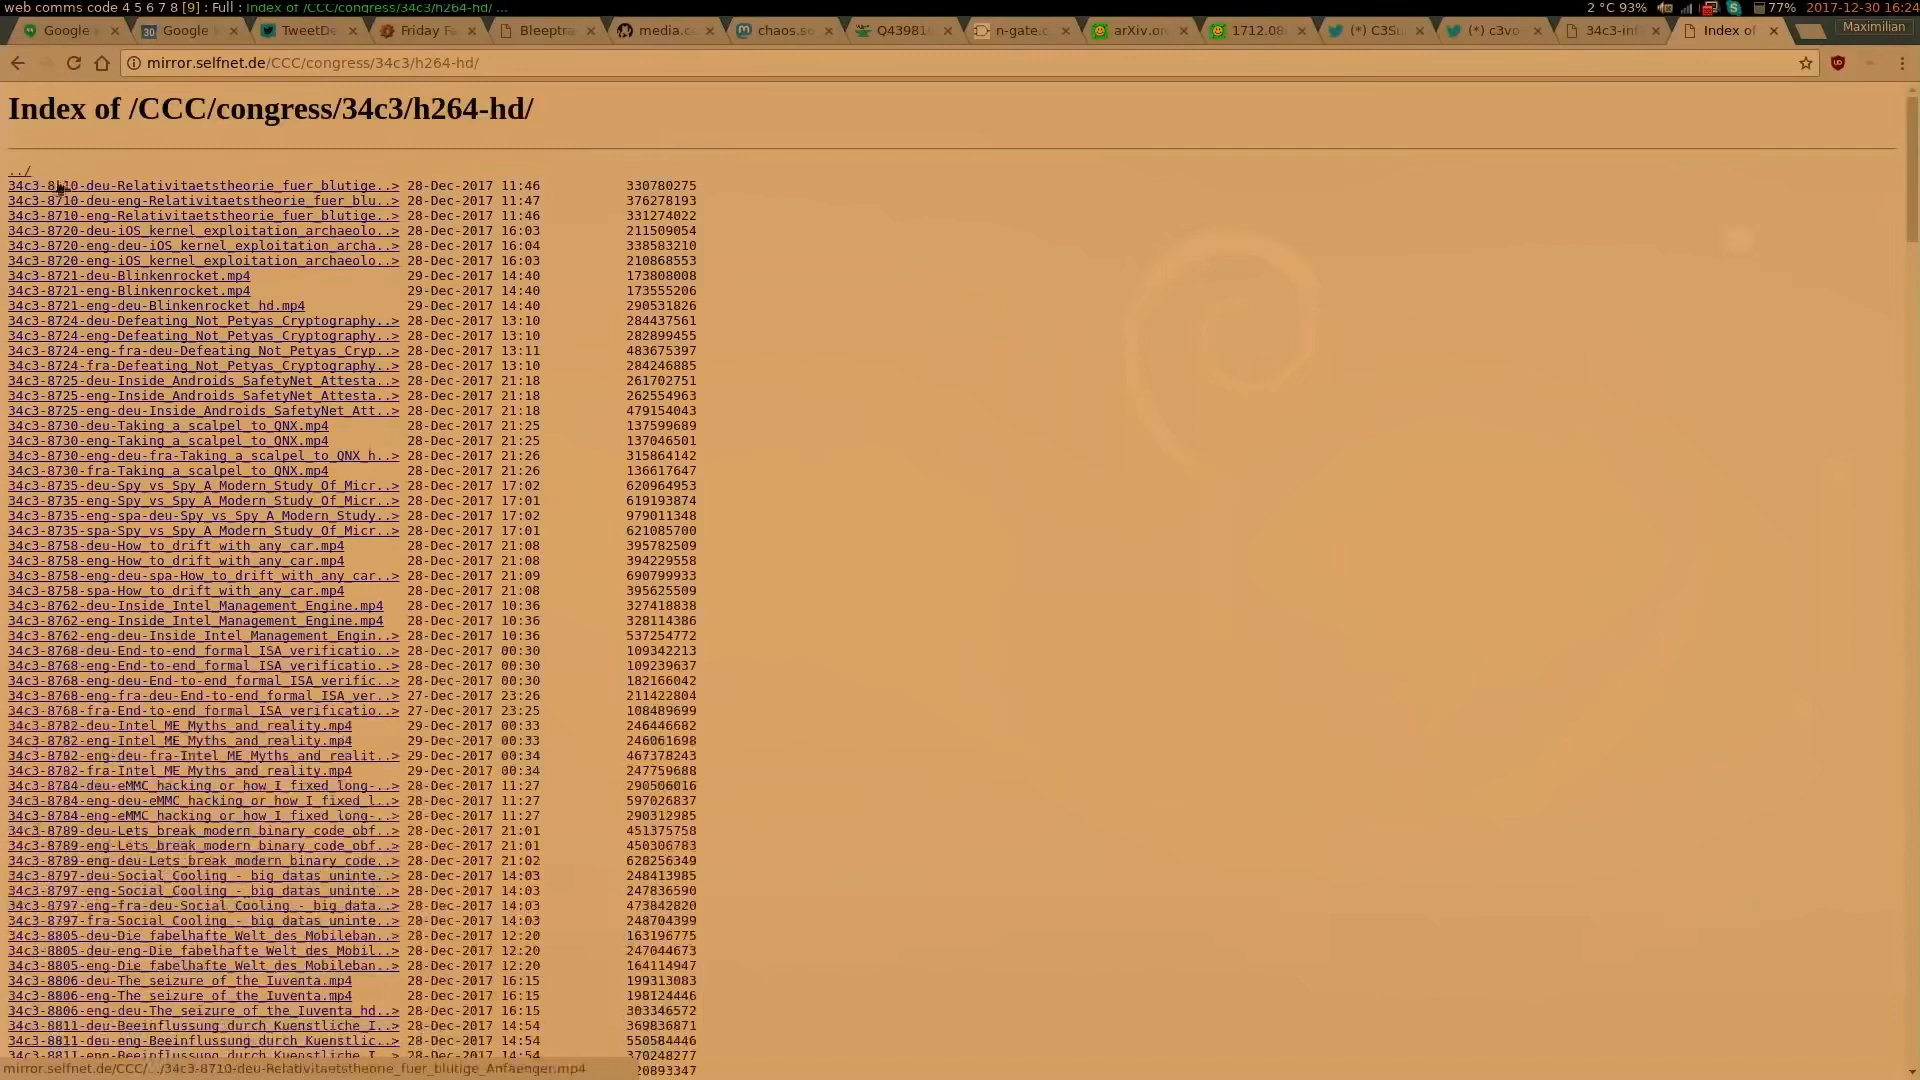 web comms code 4 5 6 7 8 [9] : Full : Index of /CCC/congress/34c3/h264-hd/ ...
2 °C 93% 77% 2017-12-30 16:24
Google Google TweetDe Friday Fa Bleeptra media.cc chaos.so Q43981 n-gate.c arXiv.or 1712.08 (*) C3Su (*) c3vo 34c3-inf Index of Maximilian
mirror.selfnet.de/CCC/congress/34c3/h264-hd/
Index of /CCC/congress/34c3/h264-hd/
../
34c3-8710-deu-Relativitaetstheorie_fuer_blutige..> 28-Dec-2017 11:46 330780275
34c3-8710-deu-eng-Relativitaetstheorie_fuer_blu..> 28-Dec-2017 11:47 376278193
34c3-8710-eng-Relativitaetstheorie_fuer_blutige..> 28-Dec-2017 11:46 331274022
34c3-8720-deu-iOS_kernel_exploitation_archaeolo..> 28-Dec-2017 16:03 211509054
34c3-8720-eng-deu-iOS_kernel_exploitation_archa..> 28-Dec-2017 16:04 338583210
34c3-8720-eng-iOS_kernel_exploitation_archaeolo..> 28-Dec-2017 16:03 210868553
34c3-8721-deu-Blinkenrocket.mp4 29-Dec-2017 14:40 173808008
34c3-8721-eng-Blinkenrocket.mp4 29-Dec-2017 14:40 173555206
34c3-8721-eng-deu-Blinkenrocket_hd.mp4 29-Dec-2017 14:40 290531826
34c3-8724-deu-Defeating_Not_Petyas_Cryptography..> 28-Dec-2017 13:10 284437561
34c3-8724-eng-Defeating_Not_Petyas_Cryptography..> 28-Dec-2017 13:10 282899455
34c3-8724-eng-fra-deu-Defeating_Not_Petyas_Cryp..> 28-Dec-2017 13:11 483675397
34c3-8724-fra-Defeating_Not_Petyas_Cryptography..> 28-Dec-2017 13:10 284246885
34c3-8725-deu-Inside_Androids_SafetyNet_Attesta..> 28-Dec-2017 21:18 261702751
34c3-8725-eng-Inside_Androids_SafetyNet_Attesta..> 28-Dec-2017 21:18 262554963
34c3-8725-eng-deu-Inside_Androids_SafetyNet_Att..> 28-Dec-2017 21:18 479154043
34c3-8730-deu-Taking_a_scalpel_to_QNX.mp4 28-Dec-2017 21:25 137599689
34c3-8730-eng-Taking_a_scalpel_to_QNX.mp4 28-Dec-2017 21:25 137046501
34c3-8730-eng-deu-fra-Taking_a_scalpel_to_QNX_h..> 28-Dec-2017 21:26 315864142
34c3-8730-fra-Taking_a_scalpel_to_QNX.mp4 28-Dec-2017 21:26 136617647
34c3-8735-deu-Spy_vs_Spy_A_Modern_Study_Of_Micr..> 28-Dec-2017 17:02 620964953
34c3-8735-eng-Spy_vs_Spy_A_Modern_Study_Of_Micr..> 28-Dec-2017 17:01 619193874
34c3-8735-eng-spa-deu-Spy_vs_Spy_A_Modern_Study..> 28-Dec-2017 17:02 979011348
34c3-8735-spa-Spy_vs_Spy_A_Modern_Study_Of_Micr..> 28-Dec-2017 17:01 621085700
34c3-8758-deu-How_to_drift_with_any_car.mp4 28-Dec-2017 21:08 395782509
34c3-8758-eng-How_to_drift_with_any_car.mp4 28-Dec-2017 21:08 394229558
34c3-8758-eng-deu-spa-How_to_drift_with_any_car..> 28-Dec-2017 21:09 690799933
34c3-8758-spa-How_to_drift_with_any_car.mp4 28-Dec-2017 21:08 395625509
34c3-8762-deu-Inside_Intel_Management_Engine.mp4 28-Dec-2017 10:36 327418838
34c3-8762-eng-Inside_Intel_Management_Engine.mp4 28-Dec-2017 10:36 328114386
34c3-8762-eng-deu-Inside_Intel_Management_Engin..> 28-Dec-2017 10:36 537254772
34c3-8768-deu-End-to-end_formal_ISA_verificatio..> 28-Dec-2017 00:30 109342213
34c3-8768-eng-End-to-end_formal_ISA_verificatio..> 28-Dec-2017 00:30 109239637
34c3-8768-eng-deu-End-to-end_formal_ISA_verific..> 28-Dec-2017 00:30 182166042
34c3-8768-eng-fra-deu-End-to-end_formal_ISA_ver..> 27-Dec-2017 23:26 211422804
34c3-8768-fra-End-to-end_formal_ISA_verificatio..> 27-Dec-2017 23:25 108489699
34c3-8782-deu-Intel_ME_Myths_and_reality.mp4 29-Dec-2017 00:33 246446682
34c3-8782-eng-Intel_ME_Myths_and_reality.mp4 29-Dec-2017 00:33 246061698
34c3-8782-eng-deu-fra-Intel_ME_Myths_and_realit..> 29-Dec-2017 00:34 467378243
34c3-8782-fra-Intel_ME_Myths_and_reality.mp4 29-Dec-2017 00:34 247759688
34c3-8784-deu-eMMC_hacking_or_how_I_fixed_long-..> 28-Dec-2017 11:27 290506016
34c3-8784-eng-deu-eMMC_hacking_or_how_I_fixed_l..> 28-Dec-2017 11:27 597026837
34c3-8784-eng-eMMC_hacking_or_how_I_fixed_long-..> 28-Dec-2017 11:27 290312985
34c3-8789-deu-Lets_break_modern_binary_code_obf..> 28-Dec-2017 21:01 451375758
34c3-8789-eng-Lets_break_modern_binary_code_obf..> 28-Dec-2017 21:01 450306783
34c3-8789-eng-deu-Lets_break_modern_binary_code..> 28-Dec-2017 21:02 628256349
34c3-8797-deu-Social_Cooling_-_big_datas_uninte..> 28-Dec-2017 14:03 248413985
34c3-8797-eng-Social_Cooling_-_big_datas_uninte..> 28-Dec-2017 14:03 247836590
34c3-8797-eng-fra-deu-Social_Cooling_-_big_data..> 28-Dec-2017 14:03 473842820
34c3-8797-fra-Social_Cooling_-_big_datas_uninte..> 28-Dec-2017 14:03 248704399
34c3-8805-deu-Die_fabelhafte_Welt_des_Mobileban..> 28-Dec-2017 12:20 163196775
34c3-8805-deu-eng-Die_fabelhafte_Welt_des_Mobil..> 28-Dec-2017 12:20 247044673
34c3-8805-eng-Die_fabelhafte_Welt_des_Mobileban..> 28-Dec-2017 12:20 164114947
34c3-8806-deu-The_seizure_of_the_Iuventa.mp4 28-Dec-2017 16:15 199313083
34c3-8806-eng-The_seizure_of_the_Iuventa.mp4 28-Dec-2017 16:15 198124446
34c3-8806-eng-deu-The_seizure_of_the_Iuventa_hd..> 28-Dec-2017 16:15 303346572
34c3-8811-deu-Beeinflussung_durch_Kuenstliche_I..> 28-Dec-2017 14:54 369836871
34c3-8811-deu-eng-Beeinflussung_durch_Kuenstlic..> 28-Dec-2017 14:54 550584446
34c3-8811-eng-Beeinflussung_durch_Kuenstliche_I..> 28-Dec-2017 14:54 370248277
mirror.selfnet.de/CCC/.../34c3-8710-deu-Relativitaetstheorie_fuer_blutige_Anfaenger.mp4 20893347